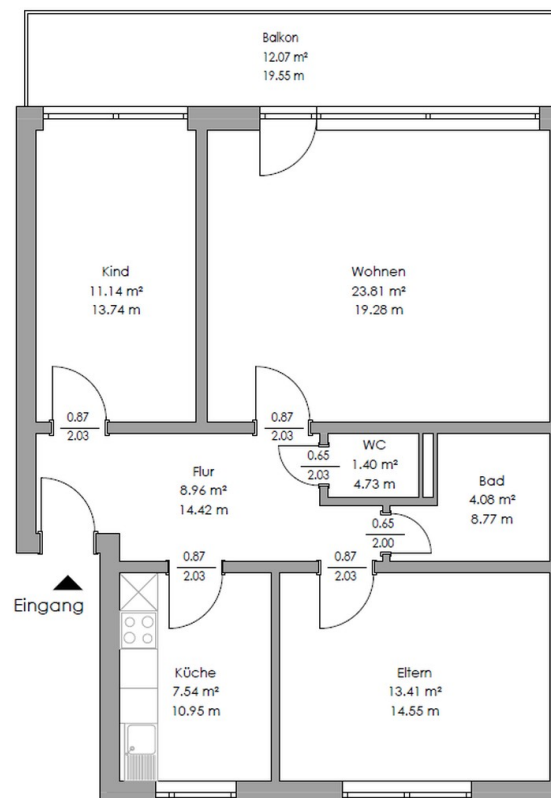 Balkon
12.07 m²
19.55 m
Kind
11.14 m²
13.74 m
Wohnen
23.81 m²
19.28 m
0.87
2.03
0.87
2.03
0.65
2.03
WC
1.40 m²
4.73 m
Flur
8.96 m²
14.42 m
Bad
4.08 m²
8.77 m
0.65
2.00
0.87
2.03
0.87
2.03
Eingang
Küche
7.54 m²
10.95 m
Eltern
13.41 m²
14.55 m